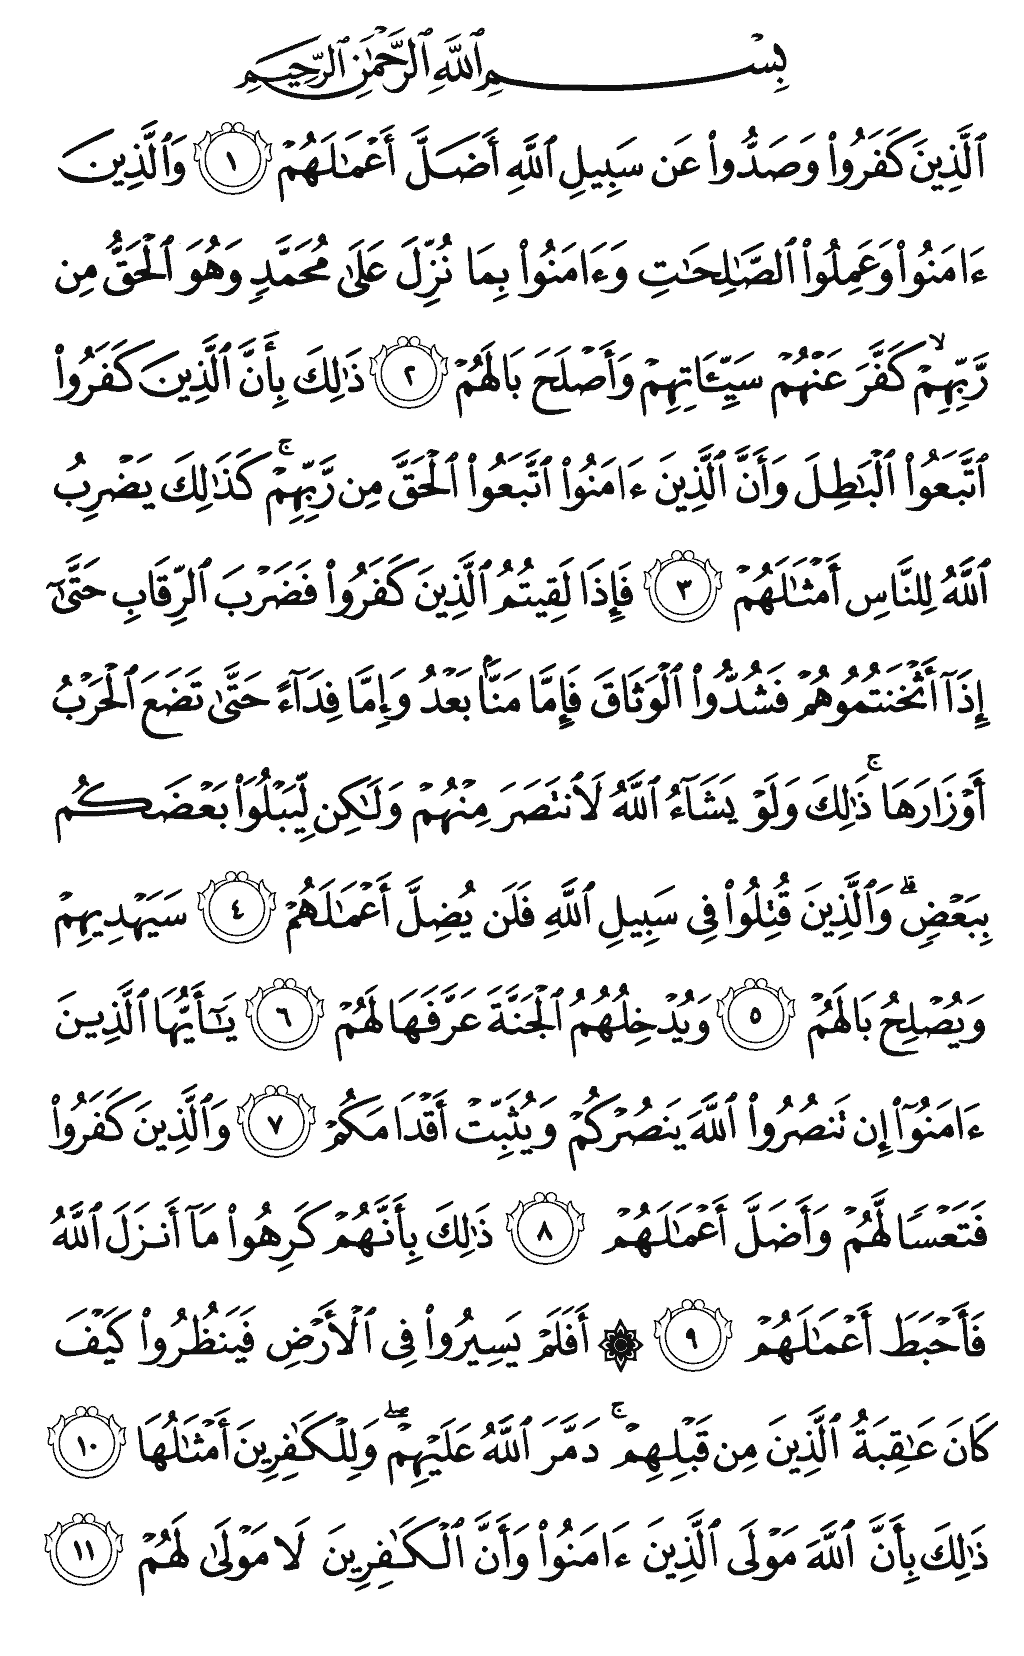 بِسْمِ ٱللَّهِ ٱلرَّحْمَٰنِ ٱلرَّحِيمِ
ٱلَّذِينَ كَفَرُوا۟ وَصَدُّوا۟ عَن سَبِيلِ ٱللَّهِ أَضَلَّ أَعْمَٰلَهُمْ ١ وَٱلَّذِينَ
ءَامَنُوا۟ وَعَمِلُوا۟ ٱلصَّٰلِحَٰتِ وَءَامَنُوا۟ بِمَا نُزِّلَ عَلَىٰ مُحَمَّدٍ وَهُوَ ٱلْحَقُّ مِن
رَّبِّهِمْ ۙ كَفَّرَ عَنْهُمْ سَيِّـَٔاتِهِمْ وَأَصْلَحَ بَالَهُمْ ٢ ذَٰلِكَ بِأَنَّ ٱلَّذِينَ كَفَرُوا۟
ٱتَّبَعُوا۟ ٱلْبَٰطِلَ وَأَنَّ ٱلَّذِينَ ءَامَنُوا۟ ٱتَّبَعُوا۟ ٱلْحَقَّ مِن رَّبِّهِمْ ۚ كَذَٰلِكَ يَضْرِبُ
ٱللَّهُ لِلنَّاسِ أَمْثَٰلَهُمْ ٣ فَإِذَا لَقِيتُمُ ٱلَّذِينَ كَفَرُوا۟ فَضَرْبَ ٱلرِّقَابِ حَتَّىٰٓ
إِذَآ أَثْخَنتُمُوهُمْ فَشُدُّوا۟ ٱلْوَثَاقَ فَإِمَّا مَنًّۢا بَعْدُ وَإِمَّا فِدَآءً حَتَّىٰ تَضَعَ ٱلْحَرْبُ
أَوْزَارَهَا ۚ ذَٰلِكَ وَلَوْ يَشَآءُ ٱللَّهُ لَٱنتَصَرَ مِنْهُمْ وَلَٰكِن لِّيَبْلُوَا۟ بَعْضَكُم
بِبَعْضٍ ۗ وَٱلَّذِينَ قُتِلُوا۟ فِى سَبِيلِ ٱللَّهِ فَلَن يُضِلَّ أَعْمَٰلَهُمْ ٤ سَيَهْدِيهِمْ
وَيُصْلِحُ بَالَهُمْ ٥ وَيُدْخِلُهُمُ ٱلْجَنَّةَ عَرَّفَهَا لَهُمْ ٦ يَٰٓأَيُّهَا ٱلَّذِينَ
ءَامَنُوٓا۟ إِن تَنصُرُوا۟ ٱللَّهَ يَنصُرْكُمْ وَيُثَبِّتْ أَقْدَامَكُمْ ٧ وَٱلَّذِينَ كَفَرُوا۟
فَتَعْسًا لَّهُمْ وَأَضَلَّ أَعْمَٰلَهُمْ ٨ ذَٰلِكَ بِأَنَّهُمْ كَرِهُوا۟ مَآ أَنزَلَ ٱللَّهُ
فَأَحْبَطَ أَعْمَٰلَهُمْ ٩ ۞ أَفَلَمْ يَسِيرُوا۟ فِى ٱلْأَرْضِ فَيَنظُرُوا۟ كَيْفَ
كَانَ عَٰقِبَةُ ٱلَّذِينَ مِن قَبْلِهِمْ ۚ دَمَّرَ ٱللَّهُ عَلَيْهِمْ ۖ وَلِلْكَٰفِرِينَ أَمْثَٰلُهَا ١٠
ذَٰلِكَ بِأَنَّ ٱللَّهَ مَوْلَى ٱلَّذِينَ ءَامَنُوا۟ وَأَنَّ ٱلْكَٰفِرِينَ لَا مَوْلَىٰ لَهُمْ ١١